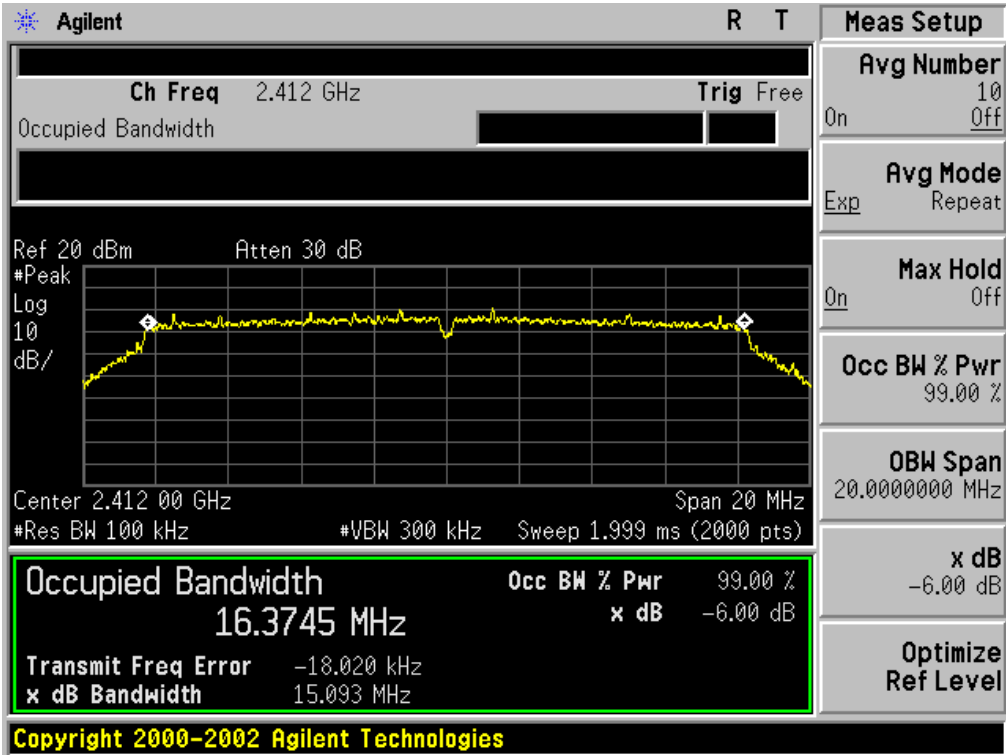 Agilent R T
Ch Freq 2.412 GHz Trig Free
Occupied Bandwidth
Ref 20 dBm Atten 30 dB
#Peak
Log
10
dB/
Center 2.412 00 GHz Span 20 MHz
#Res BW 100 kHz #VBW 300 kHz Sweep 1.999 ms (2000 pts)
Occupied Bandwidth Occ BW % Pwr 99.00 %
16.3745 MHz x dB -6.00 dB
Transmit Freq Error -18.020 kHz
x dB Bandwidth 15.093 MHz
Copyright 2000-2002 Agilent Technologies
Meas Setup
Avg Number
10
On Off
Avg Mode
Exp Repeat
Max Hold
On Off
Occ BW % Pwr
99.00 %
OBW Span
20.0000000 MHz
x dB
-6.00 dB
Optimize
Ref Level